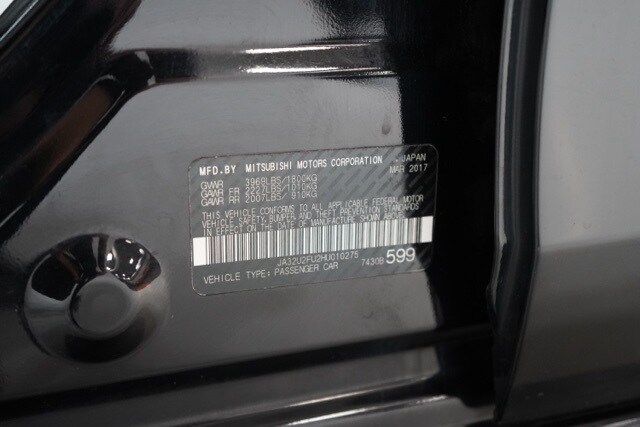 MFD.BY MITSUBISHI MOTORS CORPORATION , JAPAN
MAR 2017
GVWR 3969LBS/1800KG
GAWR FR 2227LBS/1010KG
GAWR RR 2007LBS/ 910KG
THIS VEHICLE CONFORMS TO ALL APPLICABLE FEDERAL MOTOR
VEHICLE SAFETY, BUMPER, AND THEFT PREVENTION STANDARDS
IN EFFECT ON THE DATE OF MANUFACTURE SHOWN ABOVE.
JA32U2FU2HU010275
VEHICLE TYPE: PASSENGER CAR 7430B 599